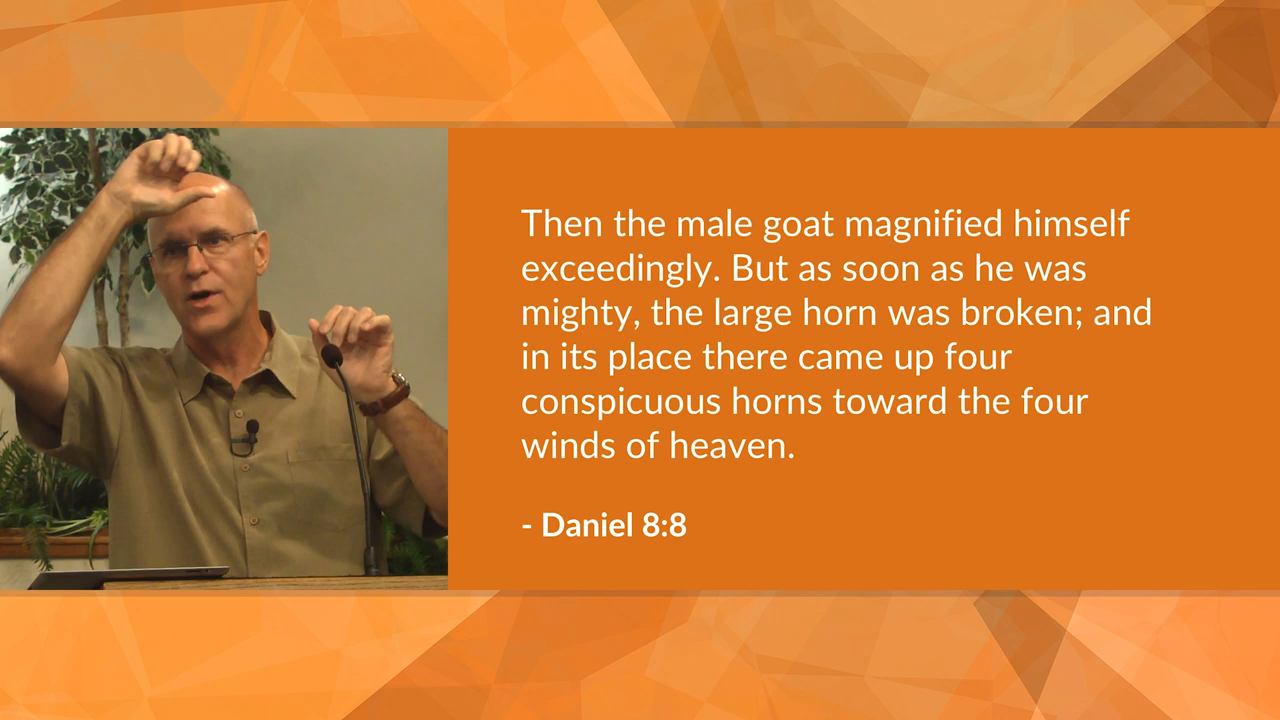 Then the male goat magnified himself
exceedingly. But as soon as he was
mighty, the large horn was broken; and
in its place there came up four
conspicuous horns toward the four
winds of heaven.
- Daniel 8:8